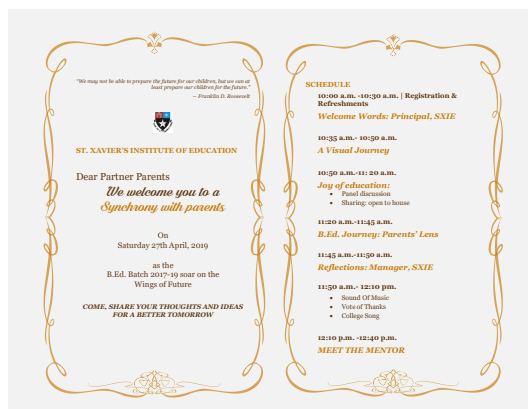 "We may not be able to prepare the future for our children, but we can at
least prepare our children for the future."
– Franklin D. Roosevelt
ST. XAVIER'S INSTITUTE OF EDUCATION
Dear Partner Parents
We welcome you to a
Synchrony with parents
On
Saturday 27th April, 2019
as the
B.Ed. Batch 2017-19 soar on the
Wings of Future
COME, SHARE YOUR THOUGHTS AND IDEAS
FOR A BETTER TOMORROW
SCHEDULE
10:00 a.m. -10:30 a.m. | Registration &
Refreshments
Welcome Words: Principal, SXIE
10:35 a.m.- 10:50 a.m.
A Visual Journey
10:50 a.m.-11: 20 a.m.
Joy of education:
• Panel discussion
• Sharing: open to house
11:20 a.m.-11:45 a.m.
B.Ed. Journey: Parents' Lens
11:45 a.m.-11:50 a.m.
Reflections: Manager, SXIE
11:50 a.m.- 12:10 p.m.
• Sound Of Music
• Vote of Thanks
• College Song
12:10 p.m. -12:40 p.m.
MEET THE MENTOR